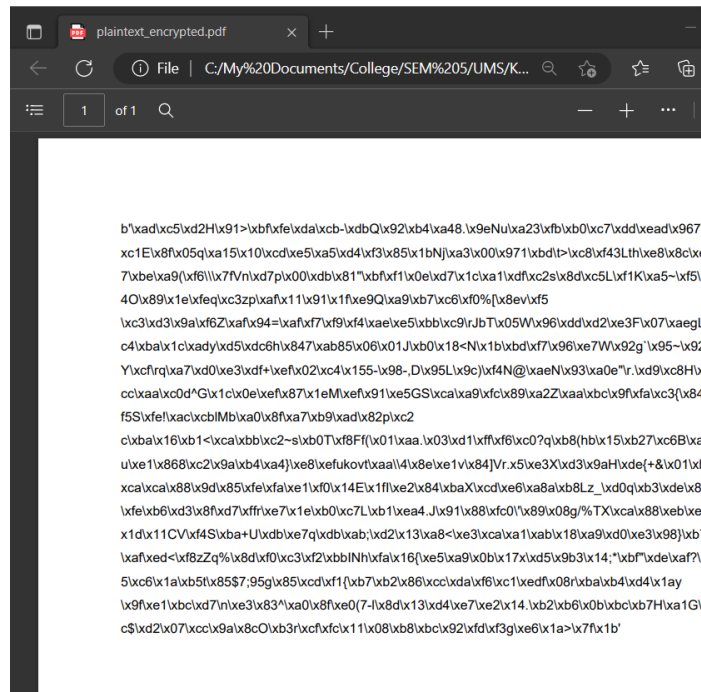 plaintext_encrypted.pdf
File | C:/My%20Documents/College/SEM%205/UMS/K...
1 of 1
b'\xad\xc5\xd2H\x91>\xbf\xfe\xda\xcb-\xdbQ\x92\xb4\xa48.\x9eNu\xa23\xfb\xb0\xc7\xdd\xead\x967
xc1E\x8f\x05q\xa15\x10\xcd\xe5\xa5\xd4\xf3\x85\x1bNj\xa3\x00\x971\xbd\t>\xc8\xf43Lth\xe8\x8c\x
7\xbe\xa9(\xf6\\\x7fVn\xd7p\x00\xdb\x81"\xbf\xf1\x0e\xd7\x1c\xa1\xdf\xc2s\x8d\xc5L\xf1K\xa5~\xf5\
4O\x89\x1e\xfeq\xc3zp\xaf\x11\x91\x1f\xe9Q\xa9\xb7\xc6\xf0%[\x8ev\xf5
\xc3\xd3\x9a\xf6Z\xaf\x94=\xaf\xf7\xf9\xf4\xae\xe5\xbb\xc9\rJbT\x05W\x96\xdd\xd2\xe3F\x07\xaegL
c4\xba\x1c\xady\xd5\xdc6h\x847\xab85\x06\x01J\xb0\x18<N\x1b\xbd\xf7\x96\xe7W\x92g`\x95~\x92
Y\xcf\rq\xa7\xd0\xe3\xdf+\xef\x02\xc4\x155-\x98-,D\x95L\x9c)\xf4N@\xaeN\x93\xa0e"\r.\xd9\xc8H\x
cc\xaa\xc0d^G\x1c\x0e\xef\x87\x1eM\xef\x91\xe5GS\xca\xa9\xfc\x89\xa2Z\xaa\xbc\x9f\xfa\xc3{\x84
f5S\xfe!\xac\xcblMb\xa0\x8f\xa7\xb9\xad\x82p\xc2
c\xba\x16\xb1<\xca\xbb\xc2~s\xb0T\xf8Ff(\x01\xaa.\x03\xd1\xff\xf6\xc0?q\xb8(hb\x15\xb27\xc6B\xa
u\xe1\x868\xc2\x9a\xb4\xa4}\xe8\xefukovt\xaa\\4\x8e\xe1v\x84]Vr.x5\xe3X\xd3\x9aH\xde{+&\x01\
xca\xca\x88\x9d\x85\xfe\xfa\xe1\xf0\x14E\x1fI\xe2\x84\xbaX\xcd\xe6\xa8a\xb8Lz_\xd0q\xb3\xde\x8
\xfe\xb6\xd3\x8f\xd7\xffr\xe7\x1e\xb0\xc7L\xb1\xea4.J\x91\x88\xfc0\'\x89\x08g/%TX\xca\x88\xeb\xe
x1d\x11CV\xf4S\xba+U\xdb\xe7q\xdb\xab;\xd2\x13\xa8<\xe3\xca\xa1\xab\x18\xa9\xd0\xe3\x98}\xb
\xaf\xed<\xf8zZq%\x8d\xf0\xc3\xf2\xbbINh\xfa\x16{\xe5\xa9\x0b\x17x\xd5\x9b3\x14;*\xbf"\xde\xaf?\
5\xc6\x1a\xb5t\x85$7;95g\x85\xcd\xf1{\xb7\xb2\x86\xcc\xda\xf6\xc1\xedf\x08r\xba\xb4\xd4\x1ay
\x9f\xe1\xbc\xd7\n\xe3\x83^\xa0\x8f\xe0(7-l\x8d\x13\xd4\xe7\xe2\x14.\xb2\xb6\x0b\xbc\xb7H\xa1G\
c$\xd2\x07\xcc\x9a\x8cO\xb3r\xcf\xfc\x11\x08\xb8\xbc\x92\xfd\xf3g\xe6\x1a>\x7f\x1b'